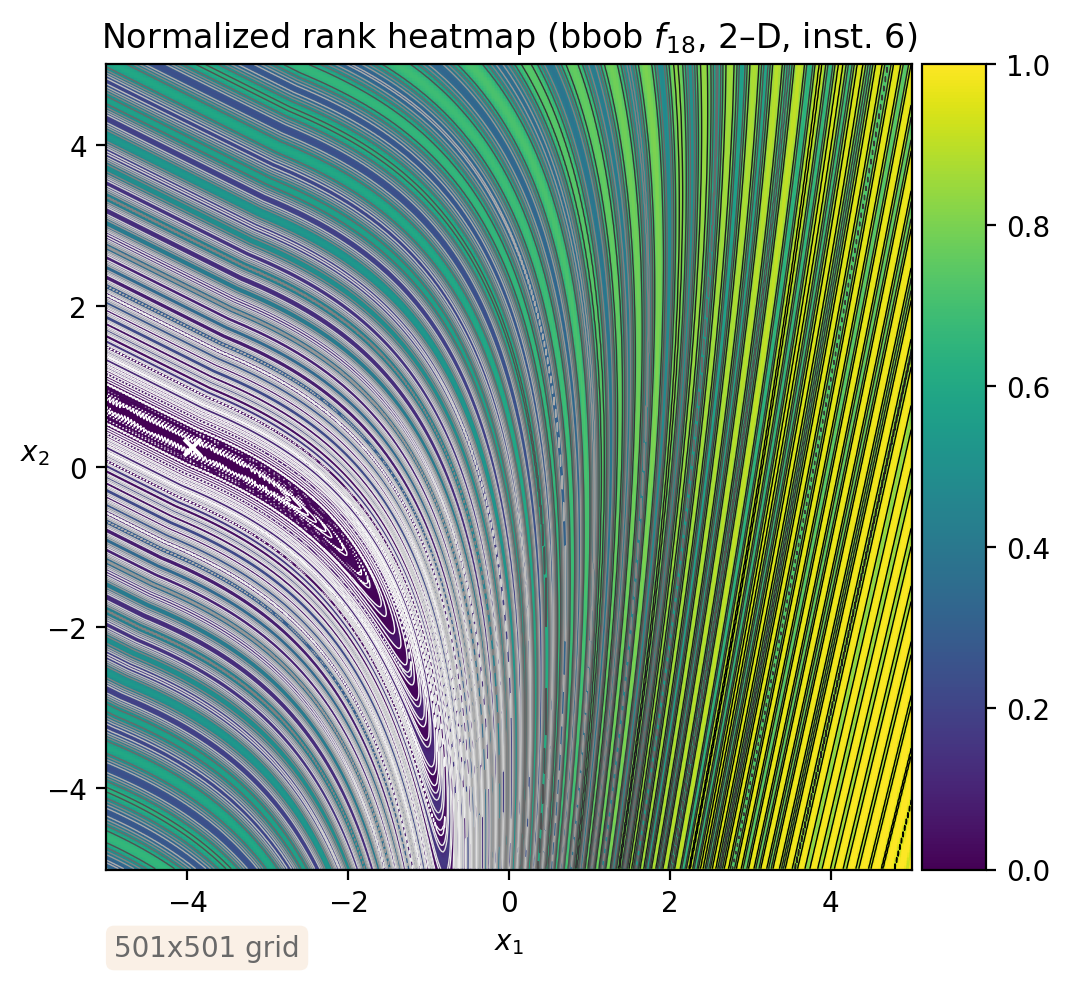 Normalized rank heatmap (bbob f₁₈, 2–D, inst. 6)
1.0
4
0.8
2
0.6
x₂
0
0.4
−2
0.2
−4
0.0
−4 −2 0 2 4
x₁
501x501 grid